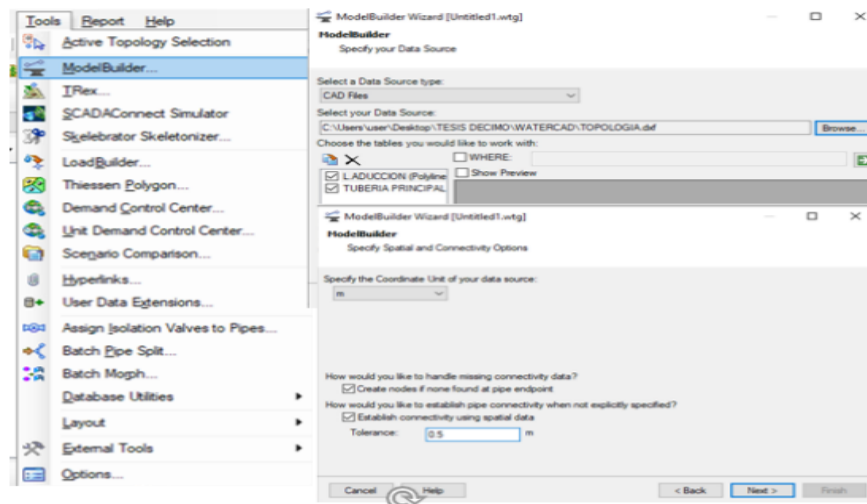 Tools Report Help
Active Topology Selection
ModelBuilder...
TRex...
SCADAConnect Simulator
Skelebrator Skeletonizer...
LoadBuilder...
Thiessen Polygon...
Demand Control Center...
Unit Demand Control Center...
Scenario Comparison...
Hyperlinks...
User Data Extensions...
Assign Isolation Valves to Pipes...
Batch Pipe Split...
Batch Morph...
Database Utilities
Layout
External Tools
Options...
ModelBuilder Wizard [Untitled1.wtg]
ModelBuilder
Specify your Data Source
Select a Data Source type:
CAD Files
Select your Data Source:
C:\Users\user\Desktop\TESIS DECIMO\WATERCAD\TOPOLOGIA.dxf Browse...
Choose the tables you would like to work with:
WHERE:
Show Preview
L.ADUCCION (Polyline
TUBERIA PRINCIPAL
ModelBuilder Wizard [Untitled1.wtg]
ModelBuilder
Specify Spatial and Connectivity Options
Specify the Coordinate Unit of your data source:
m
How would you like to handle missing connectivity data?
Create nodes if none found at pipe endpoint
How would you like to establish pipe connectivity when not explicitly specified?
Establish connectivity using spatial data
Tolerance: 0.5 m
Cancel Help < Back Next > Finish